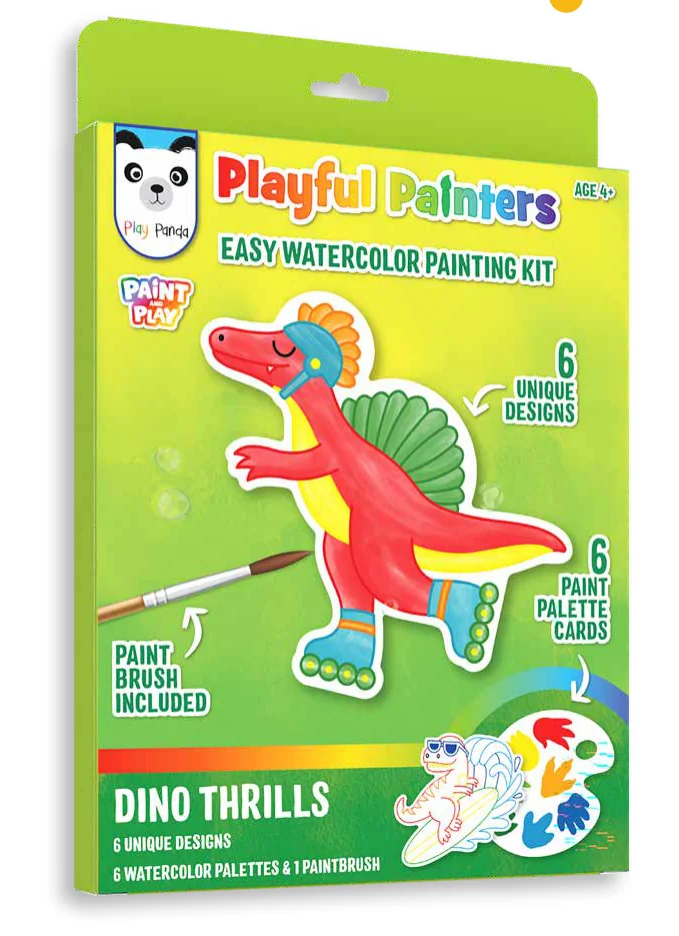 Play Panda
Playful Painters
AGE 4+
EASY WATERCOLOR PAINTING KIT
PAINT
AND
PLAY
6
UNIQUE
DESIGNS
6
PAINT
PALETTE
CARDS
PAINT
BRUSH
INCLUDED
DINO THRILLS
6 UNIQUE DESIGNS
6 WATERCOLOR PALETTES & 1 PAINTBRUSH